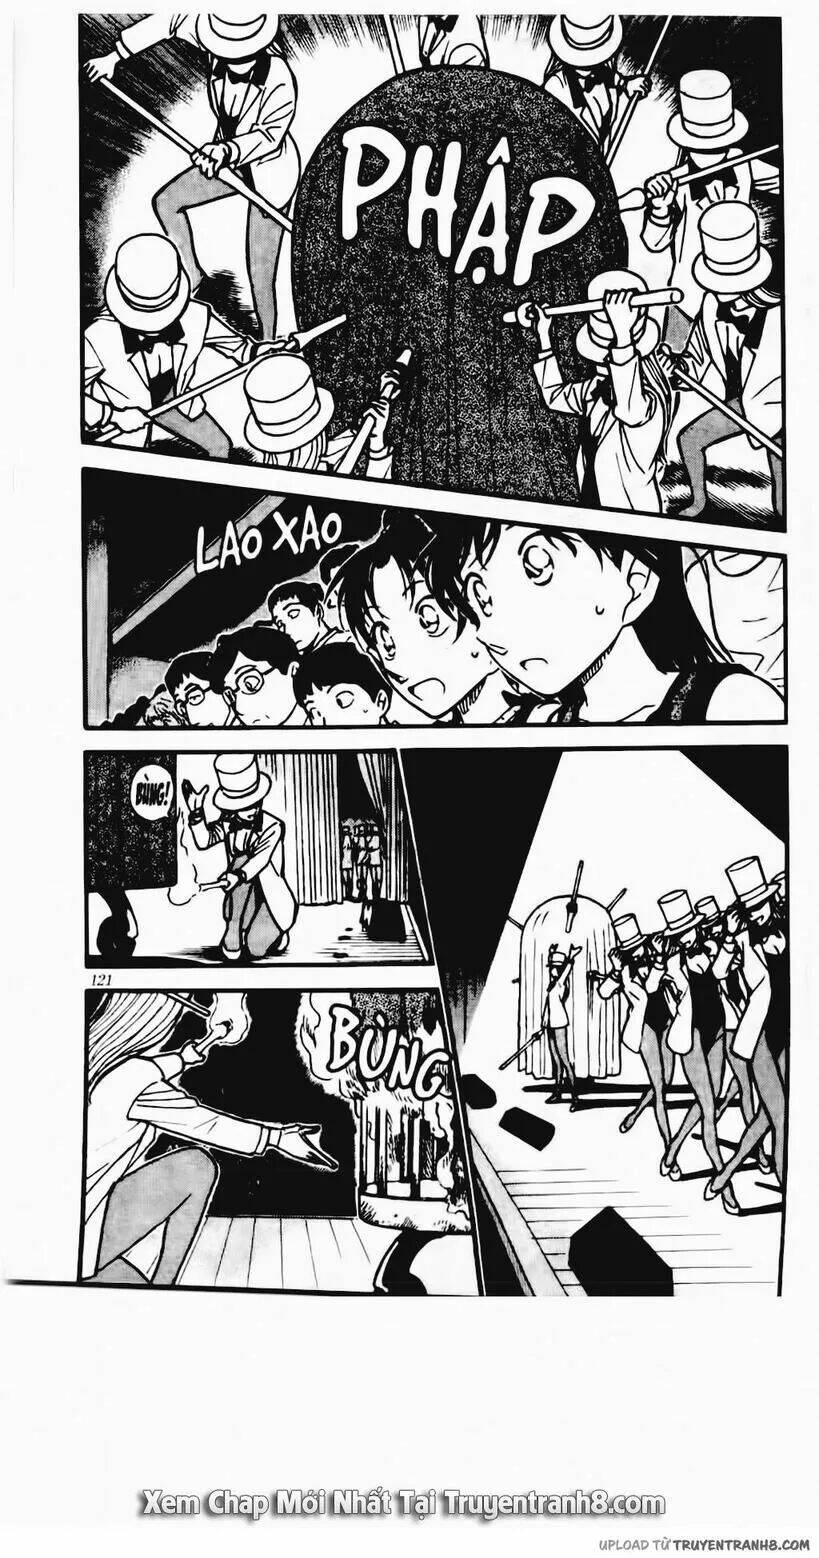 PHẬP
LAO XAO
BÙNG!
121
BÙNG
Xem Chap Mới Nhất Tại Truyentranh8.com
UPLOAD TỪ TRUYENTRANH8.COM